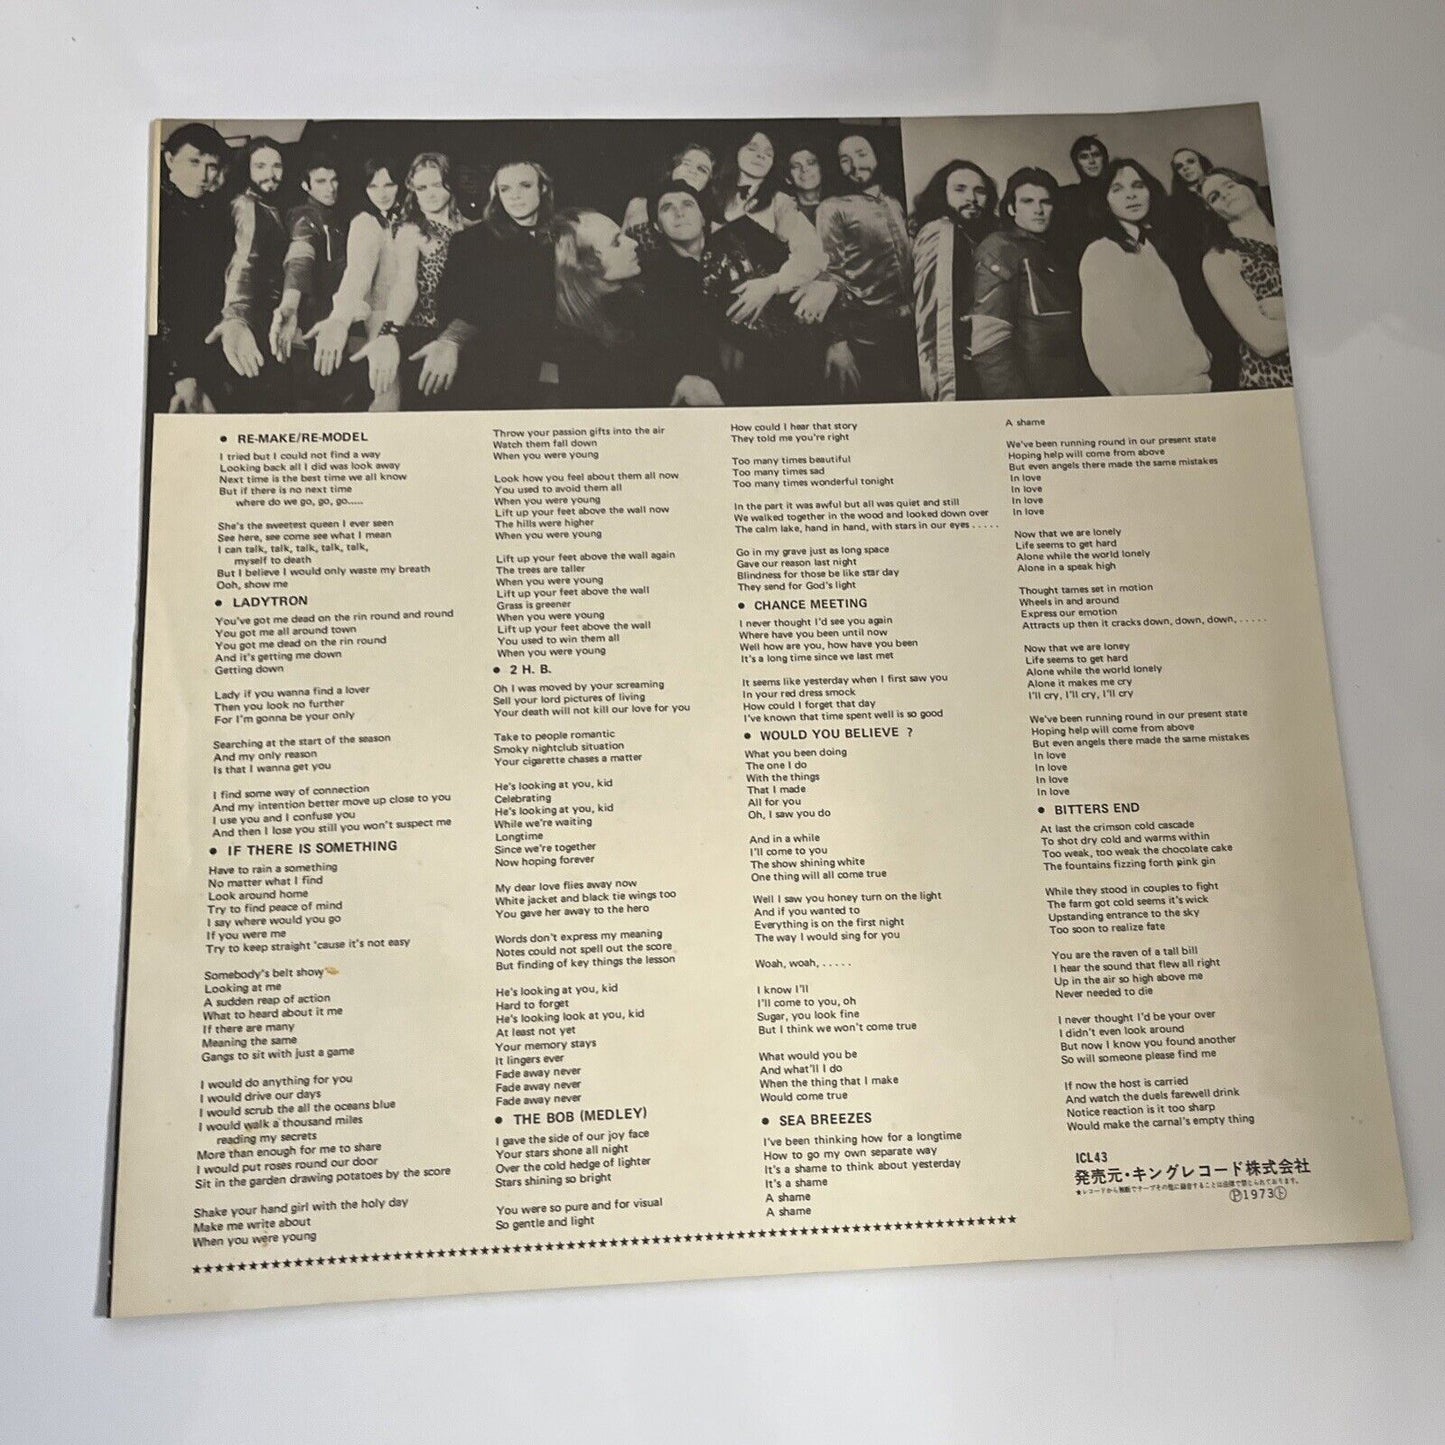 ● RE-MAKE/RE-MODEL
I tried but I could not find a way
Looking back all I did was look away
Next time is the best time we all know
But if there is no next time
where do we go, go, go.....
She's the sweetest queen I ever seen
See here, see come see what I mean
I can talk, talk, talk, talk, talk,
myself to death
But I believe I would only waste my breath
Ooh, show me
● LADYTRON
You've got me dead on the rin round and round
You got me all around town
You got me dead on the rin round
And it's getting me down
Getting down
Lady if you wanna find a lover
Then you look no further
For I'm gonna be your only
Searching at the start of the season
And my only reason
Is that I wanna get you
I find some way of connection
And my intention better move up close to you
I use you and I confuse you
And then I lose you still you won't suspect me
● IF THERE IS SOMETHING
Have to rain a something
No matter what I find
Look around home
Try to find peace of mind
I say where would you go
If you were me
Try to keep straight 'cause it's not easy
Somebody's belt show
Looking at me
A sudden reap of action
What to heard about it me
If there are many
Meaning the same
Gangs to sit with just a game
I would do anything for you
I would drive our days
I would scrub the all the oceans blue
I would walk a thousand miles
reading my secrets
More than enough for me to share
I would put roses round our door
Sit in the garden drawing potatoes by the score
Shake your hand girl with the holy day
Make me write about
When you were young
Throw your passion gifts into the air
Watch them fall down
When you were young
Look how you feel about them all now
You used to avoid them all
When you were young
Lift up your feet above the wall now
The hills were higher
When you were young
Lift up your feet above the wall again
The trees are taller
When you were young
Lift up your feet above the wall
Grass is greener
When you were young
Lift up your feet above the wall
You used to win them all
When you were young
● 2 H. B.
Oh I was moved by your screaming
Sell your lord pictures of living
Your death will not kill our love for you
Take to people romantic
Smoky nightclub situation
Your cigarette chases a matter
He's looking at you, kid
Celebrating
He's looking at you, kid
While we're waiting
Longtime
Since we're together
Now hoping forever
My dear love flies away now
White jacket and black tie wings too
You gave her away to the hero
Words don't express my meaning
Notes could not spell out the score
But finding of key things the lesson
He's looking at you, kid
Hard to forget
He's looking look at you, kid
At least not yet
Your memory stays
It lingers ever
Fade away never
Fade away never
Fade away never
● THE BOB (MEDLEY)
I gave the side of our joy face
Your stars shone all night
Over the cold hedge of lighter
Stars shining so bright
You were so pure and for visual
So gentle and light
How could I hear that story
They told me you're right
Too many times beautiful
Too many times sad
Too many times wonderful tonight
In the part it was awful but all was quiet and still
We walked together in the wood and looked down over
The calm lake, hand in hand, with stars in our eyes . . . . .
Go in my grave just as long space
Gave our reason last night
Blindness for those be like star day
They send for God's light
● CHANCE MEETING
I never thought I'd see you again
Where have you been until now
Well how are you, how have you been
It's a long time since we last met
It seems like yesterday when I first saw you
In your red dress smock
How could I forget that day
I've known that time spent well is so good
● WOULD YOU BELIEVE ?
What you been doing
The one I do
With the things
That I made
All for you
Oh, I saw you do
And in a while
I'll come to you
The show shining white
One thing will all come true
Well I saw you honey turn on the light
And if you wanted to
Everything is on the first night
The way I would sing for you
Woah, woah, . . . . .
I know I'll
I'll come to you, oh
Sugar, you look fine
But I think we won't come true
What would you be
And what'll I do
When the thing that I make
Would come true
● SEA BREEZES
I've been thinking how for a longtime
How to go my own separate way
It's a shame to think about yesterday
It's a shame
A shame
A shame
A shame
We've been running round in our present state
Hoping help will come from above
But even angels there made the same mistakes
In love
In love
In love
In love
Now that we are lonely
Life seems to get hard
Alone while the world lonely
Alone in a speak high
Thought tames set in motion
Wheels in and around
Express our emotion
Attracts up then it cracks down, down, down, . . . . .
Now that we are loney
Life seems to get hard
Alone while the world lonely
Alone it makes me cry
I'll cry, I'll cry, I'll cry
We've been running round in our present state
Hoping help will come from above
But even angels there made the same mistakes
In love
In love
In love
In love
● BITTERS END
At last the crimson cold cascade
To shot dry cold and warms within
Too weak, too weak the chocolate cake
The fountains fizzing forth pink gin
While they stood in couples to fight
The farm got cold seems it's wick
Upstanding entrance to the sky
Too soon to realize fate
You are the raven of a tall bill
I hear the sound that flew all right
Up in the air so high above me
Never needed to die
I never thought I'd be your over
I didn't even look around
But now I know you found another
So will someone please find me
If now the host is carried
And watch the duels farewell drink
Notice reaction is it too sharp
Would make the carnal's empty thing
ICL43
発売元・キングレコード株式会社
★レコードから無断でテープその他に録音することは法律で禁じられております。
Ⓟ1973